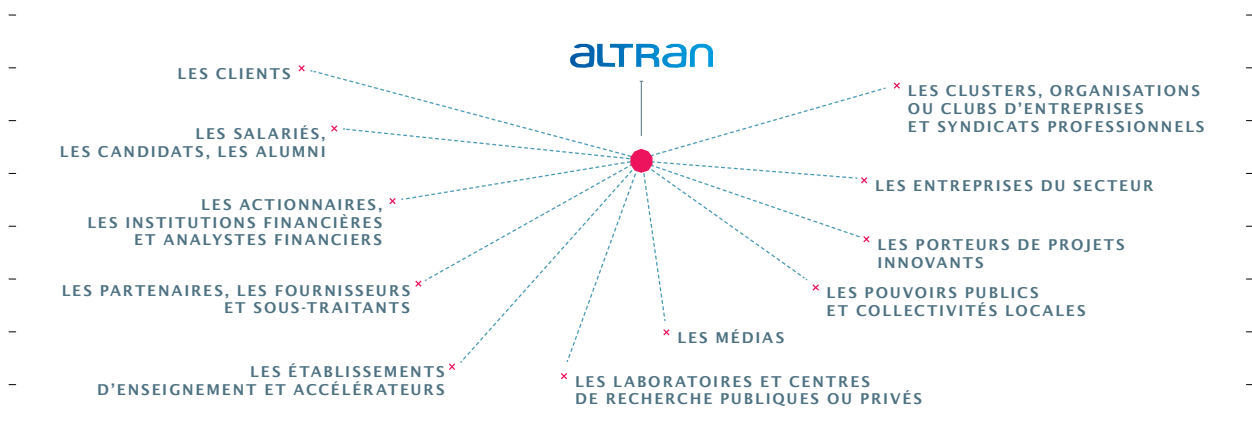 aLTRan
LES CLIENTS
LES SALARIÉS,
LES CANDIDATS, LES ALUMNI
LES ACTIONNAIRES,
LES INSTITUTIONS FINANCIÈRES
ET ANALYSTES FINANCIERS
LES PARTENAIRES, LES FOURNISSEURS
ET SOUS-TRAITANTS
LES ÉTABLISSEMENTS
D'ENSEIGNEMENT ET ACCÉLÉRATEURS
LES LABORATOIRES ET CENTRES
DE RECHERCHE PUBLIQUES OU PRIVÉS
LES MÉDIAS
LES POUVOIRS PUBLICS
ET COLLECTIVITÉS LOCALES
LES PORTEURS DE PROJETS
INNOVANTS
LES ENTREPRISES DU SECTEUR
LES CLUSTERS, ORGANISATIONS
OU CLUBS D'ENTREPRISES
ET SYNDICATS PROFESSIONNELS